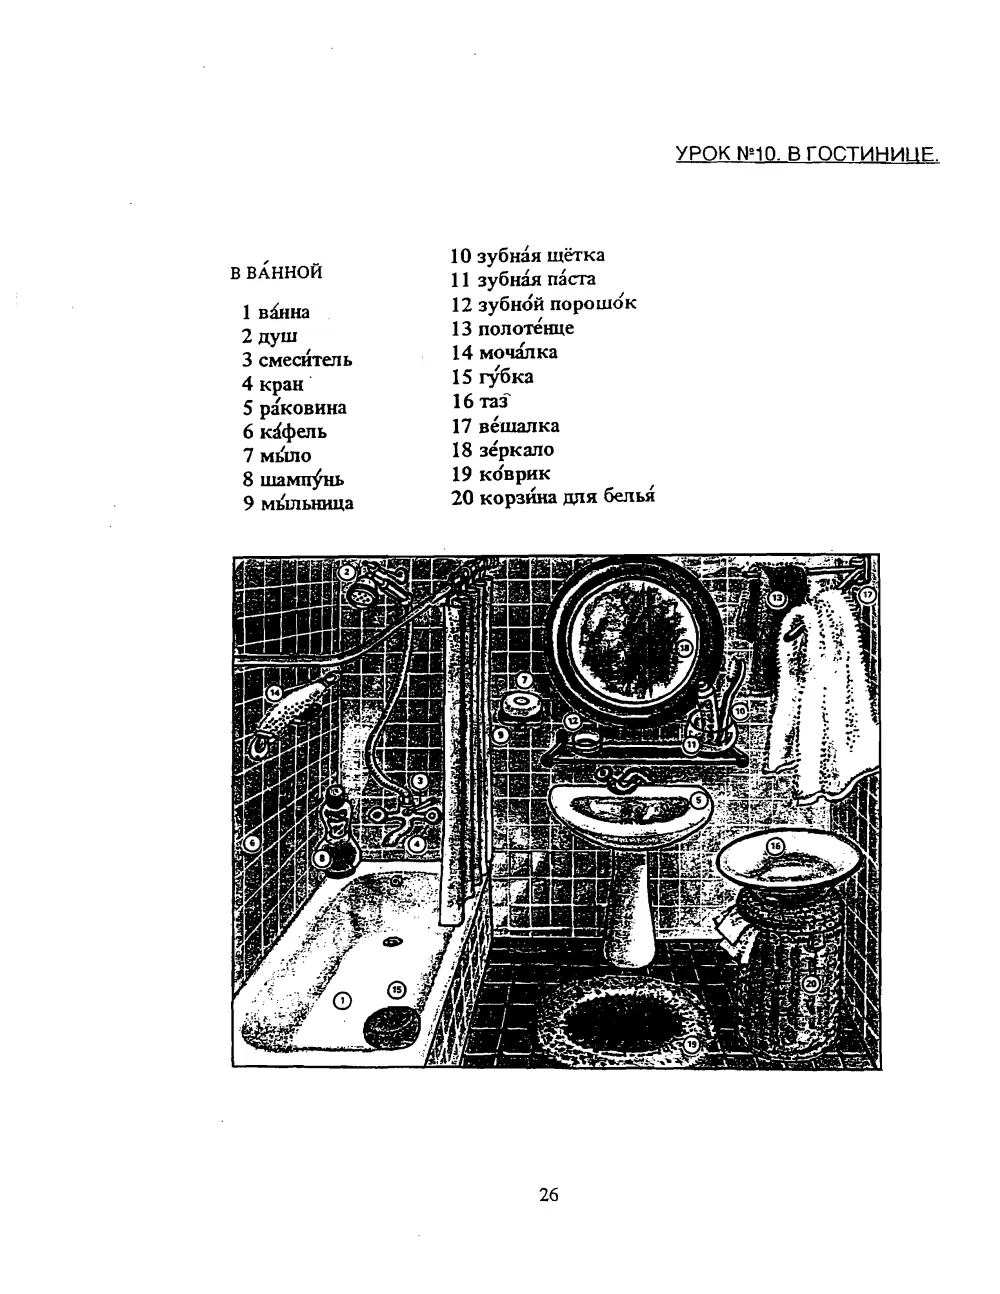 УРОК №10. В ГОСТИНИЦЕ.
В ВА́ННОЙ
1 ва́нна
2 душ
3 смеси́тель
4 кран
5 ра́ковина
6 ка́фель
7 мы́ло
8 шампу́нь
9 мы́льница
10 зубна́я щётка
11 зубна́я па́ста
12 зубно́й порошо́к
13 полоте́нце
14 моча́лка
15 гу́бка
16 таз
17 ве́шалка
18 зе́ркало
19 ко́врик
20 корзи́на для белья́
2
13
17
18
14
7
10
12
9
11
3
5
6
4
8
16
15
1
20
19
26